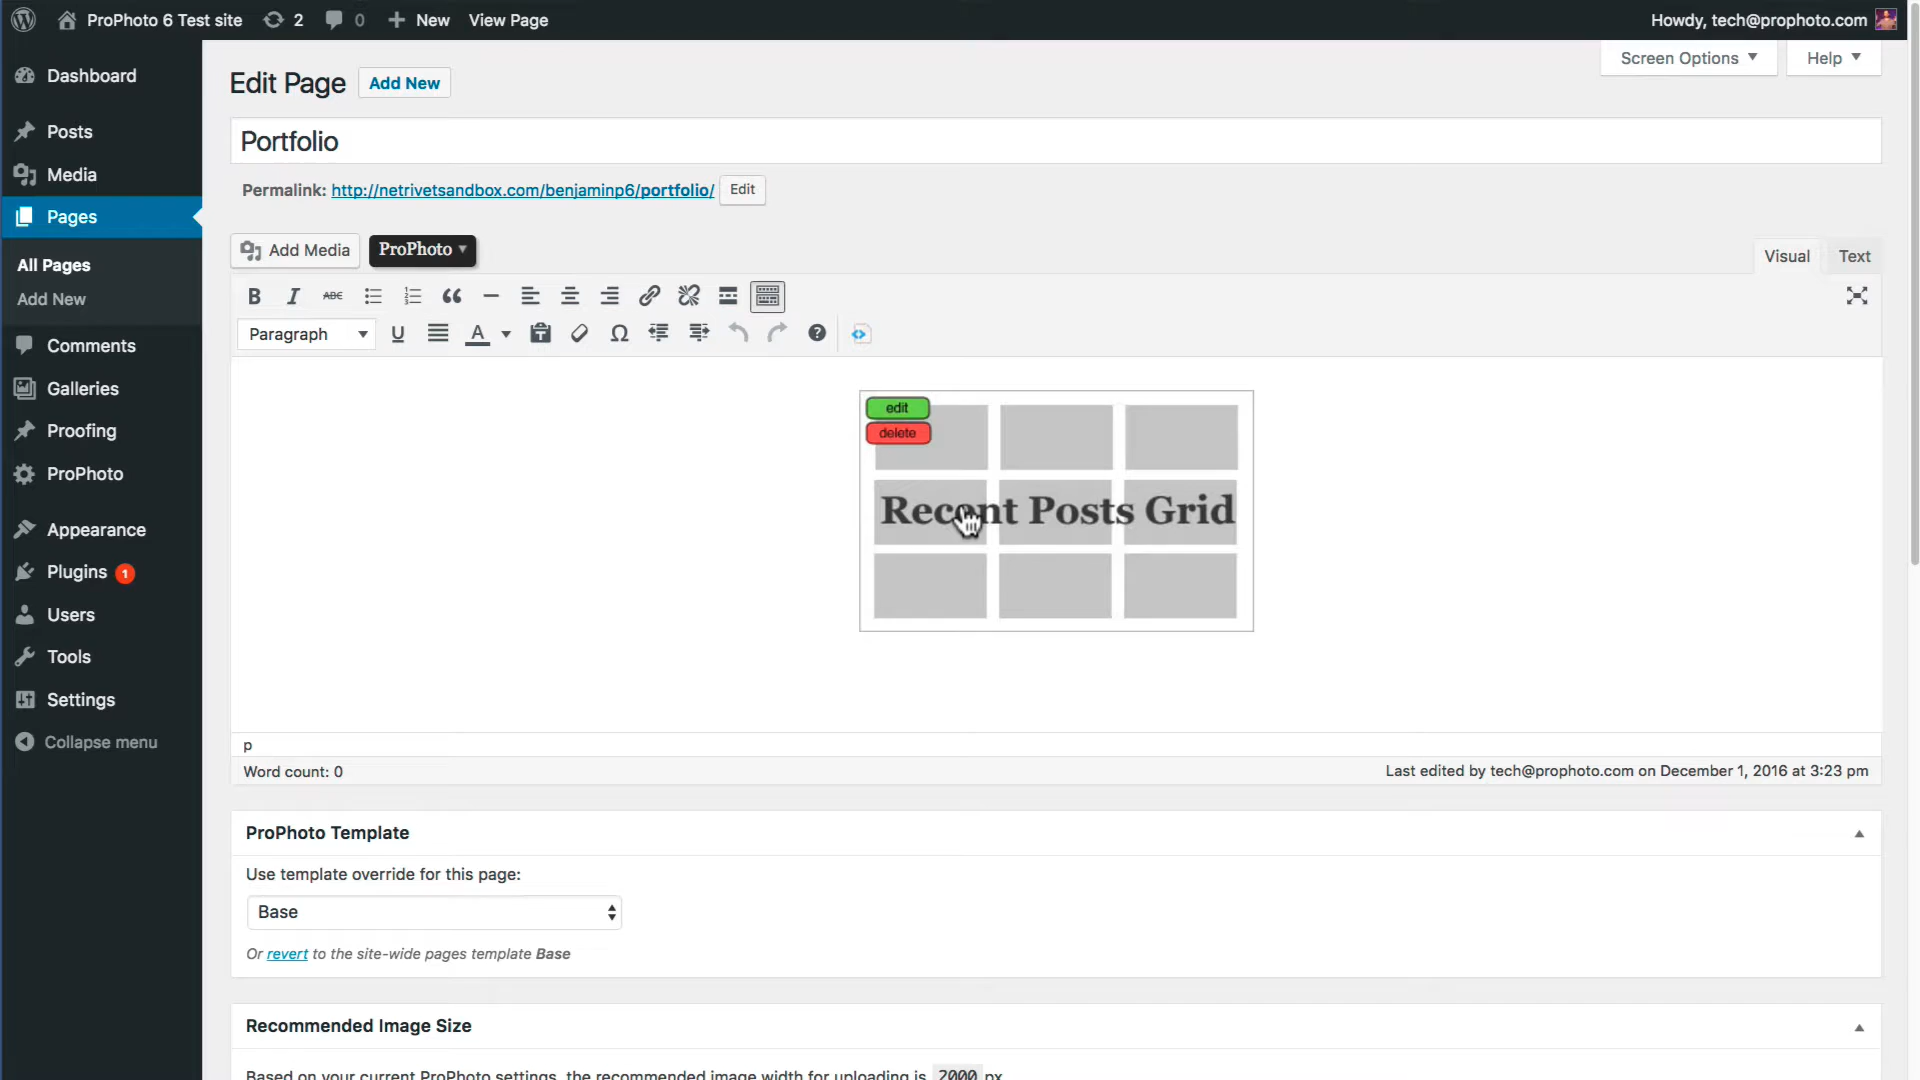 ProPhoto 6 Test site 2 0 New View Page Howdy, tech@prophoto.com
Screen Options Help
Dashboard
Posts
Media
Pages
All Pages
Add New
Comments
Galleries
Proofing
ProPhoto
Appearance
Plugins 1
Users
Tools
Settings
Collapse menu
Edit Page Add New
Portfolio
Permalink: http://netrivetsandbox.com/benjaminp6/portfolio/ Edit
Add Media ProPhoto Visual Text
B I ABC
Paragraph U A Ω
edit
delete
Recent Posts Grid
p
Word count: 0 Last edited by tech@prophoto.com on December 1, 2016 at 3:23 pm
ProPhoto Template
Use template override for this page:
Base
Or revert to the site-wide pages template Base
Recommended Image Size
Based on your current ProPhoto settings, the recommended image width for uploading is 2000 px